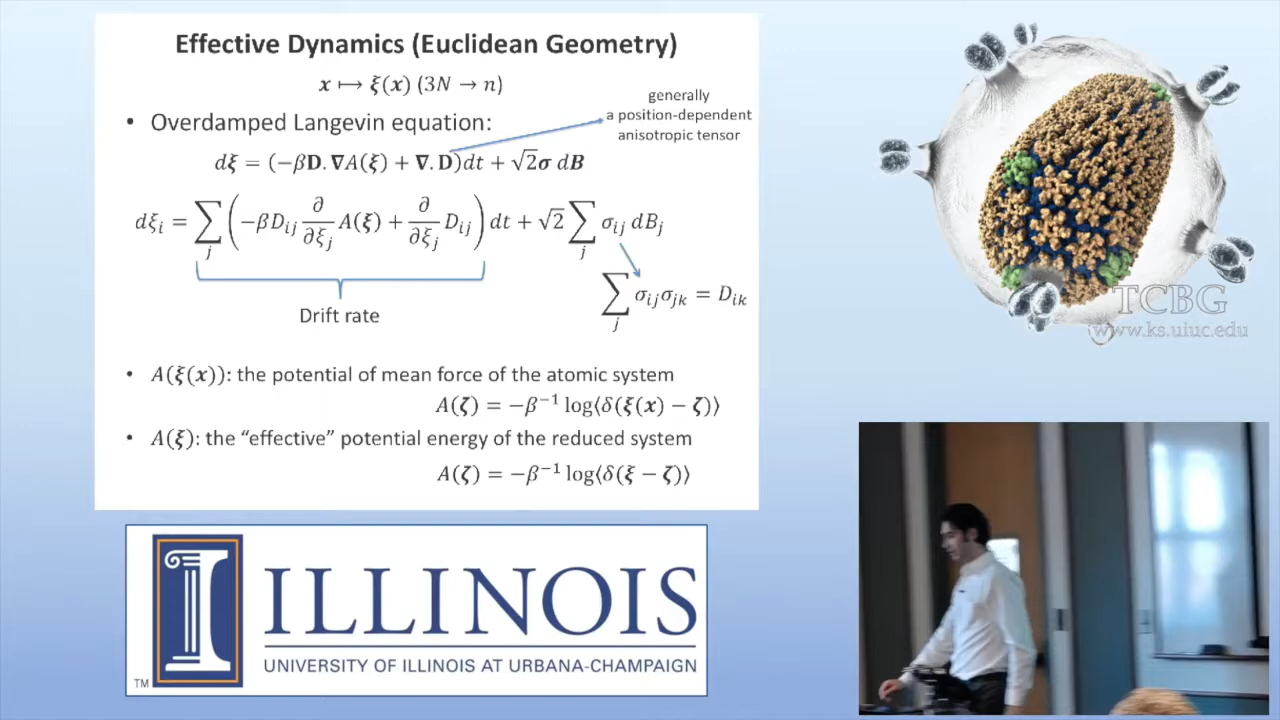 Effective Dynamics (Euclidean Geometry)
𝒙 ↦ 𝝃(𝒙) (3N → n)
generally
a position-dependent
anisotropic tensor
• Overdamped Langevin equation:
d𝝃 = (−β𝐃. 𝛁A(𝝃) + 𝛁. 𝐃)dt + √2𝝈 d𝑩
dξᵢ = ∑ⱼ (−βDᵢⱼ ∂/∂ξⱼ A(𝝃) + ∂/∂ξⱼ Dᵢⱼ) dt + √2 ∑ⱼ σᵢⱼ dBⱼ
∑ⱼ σᵢⱼσⱼₖ = Dᵢₖ
Drift rate
• A(𝝃(𝒙)): the potential of mean force of the atomic system
A(𝜻) = −β⁻¹ log⟨δ(𝝃(𝒙) − 𝜻)⟩
• A(𝝃): the “effective” potential energy of the reduced system
A(𝜻) = −β⁻¹ log⟨δ(𝝃 − 𝜻)⟩
TCBG
www.ks.uiuc.edu
ILLINOIS
UNIVERSITY OF ILLINOIS AT URBANA-CHAMPAIGN
TM